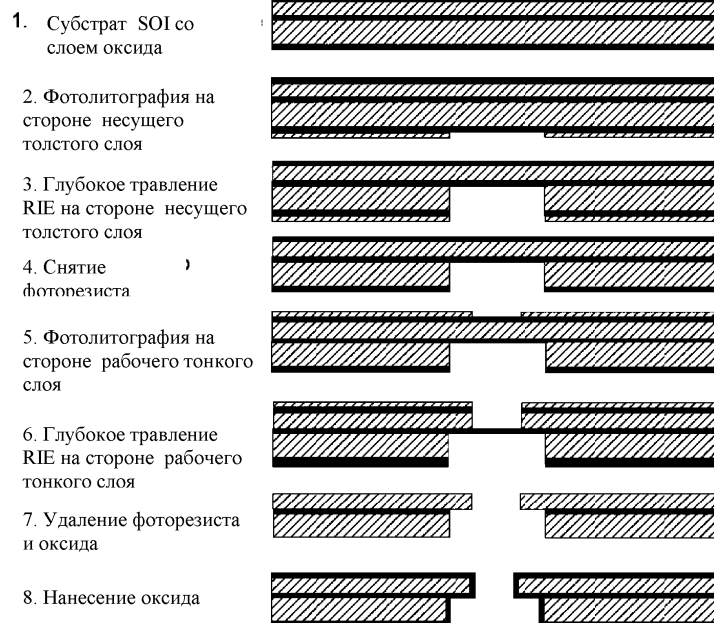 1. Субстрат SOI со
слоем оксида
2. Фотолитография на
стороне несущего
толстого слоя
3. Глубокое травление
RIE на стороне несущего
толстого слоя
4. Снятие
фоторезиста
5. Фотолитография на
стороне рабочего тонкого
слоя
6. Глубокое травление
RIE на стороне рабочего
тонкого слоя
7. Удаление фоторезиста
и оксида
8. Нанесение оксида